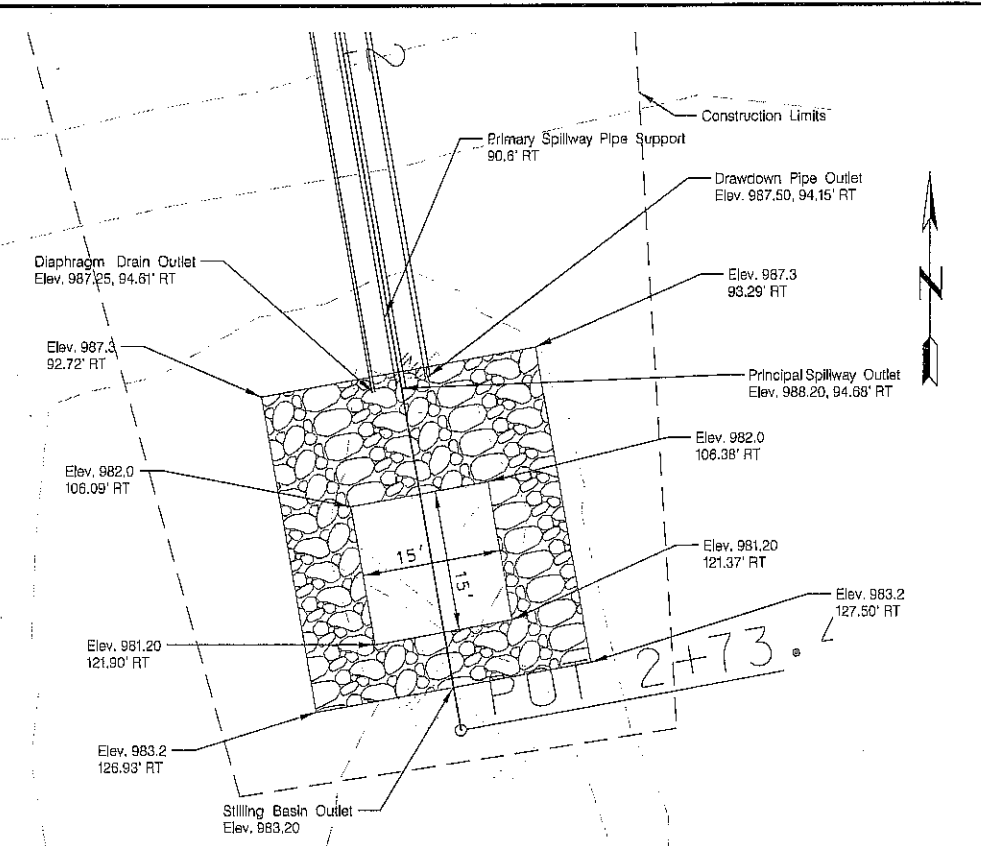 Construction Limits
Primary Spillway Pipe Support
90.6' RT
Drawdown Pipe Outlet
Elev. 987.50, 94.15' RT
Diaphragm Drain Outlet
Elev. 987.25, 94.61' RT
Elev. 987.3
93.29' RT
N
Elev. 987.3
92.72' RT
Principal Spillway Outlet
Elev. 988.20, 94.68' RT
Elev. 982.0
106.38' RT
Elev. 982.0
106.09' RT
15'
15'
Elev. 981.20
121.37' RT
Elev. 983.2
127.50' RT
Elev. 981.20
121.90' RT
2+73.
Elev. 983.2
126.93' RT
Stilling Basin Outlet
Elev. 983.20